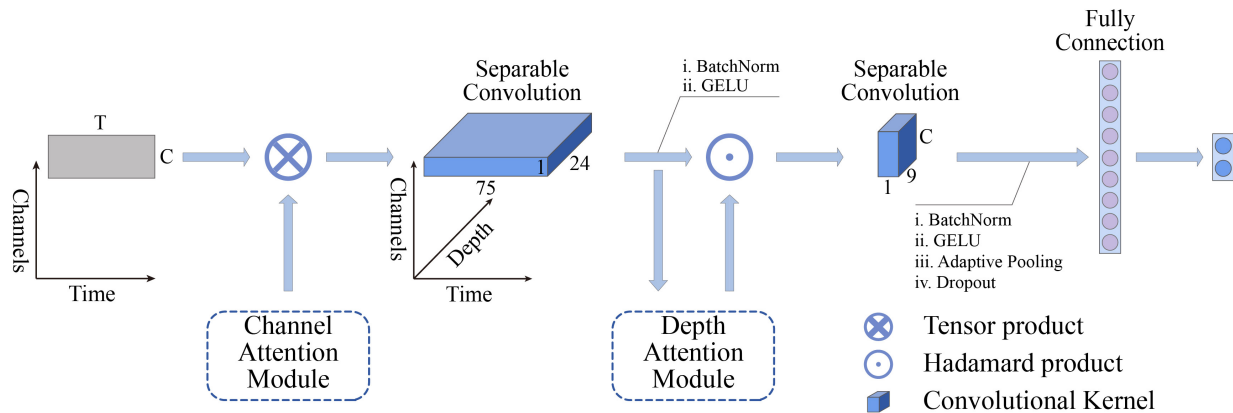 T
C
Channels
Time
Channel
Attention
Module
Separable
Convolution
1
24
75
Channels
Depth
Time
i. BatchNorm
ii. GELU
Depth
Attention
Module
Separable
Convolution
C
1
9
i. BatchNorm
ii. GELU
iii. Adaptive Pooling
iv. Dropout
Fully
Connection
Tensor product
Hadamard product
Convolutional Kernel